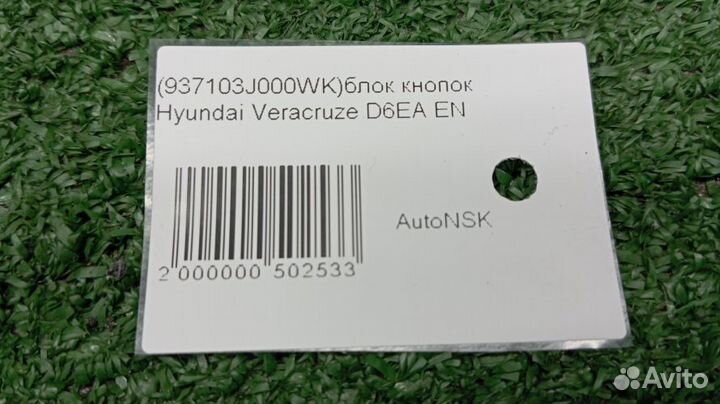 (937103J000WK)блок кнопок
Hyundai Veracruze D6EA EN
AutoNSK
2 000000 502533
Avito